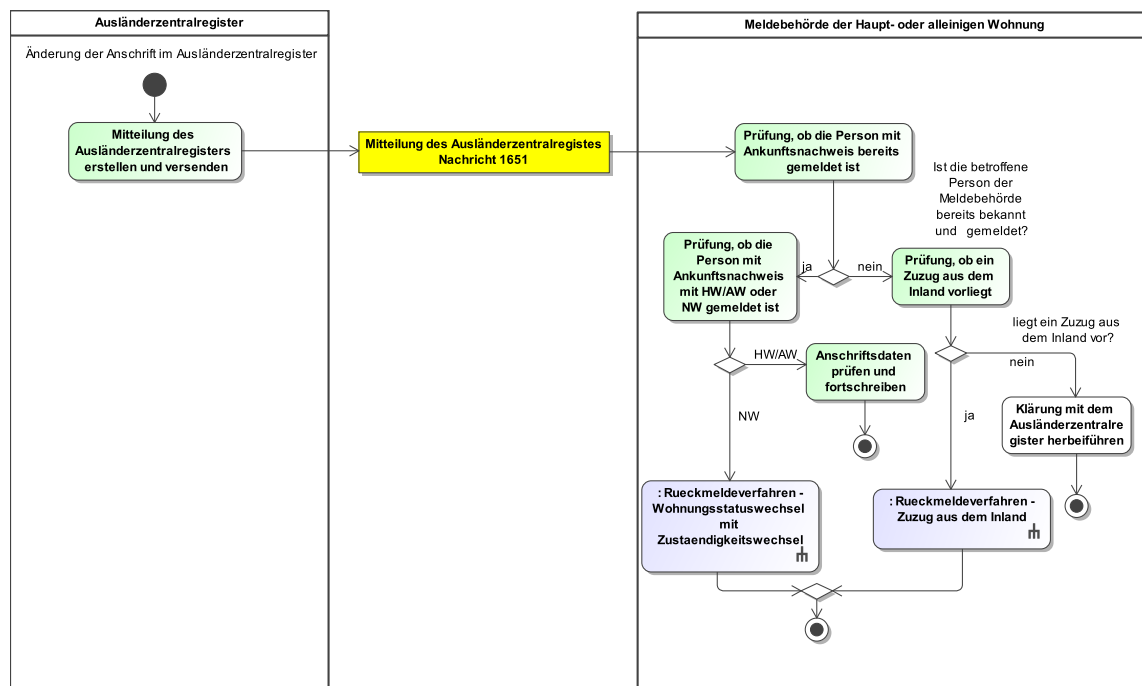 Ausländerzentralregister
Änderung der Anschrift im Ausländerzentralregister
Mitteilung des
Ausländerzentralregisters
erstellen und versenden
Mitteilung des Ausländerzentralregistes
Nachricht 1651
Meldebehörde der Haupt- oder alleinigen Wohnung
Prüfung, ob die Person mit
Ankunftsnachweis bereits
gemeldet ist
Ist die betroffene
Person der
Meldebehörde
bereits bekannt
und gemeldet?
ja
nein
Prüfung, ob die
Person mit
Ankunftsnachweis
mit HW/AW oder
NW gemeldet ist
Prüfung, ob ein
Zuzug aus dem
Inland vorliegt
liegt ein Zuzug aus
dem Inland vor?
HW/AW
Anschriftsdaten
prüfen und
fortschreiben
nein
NW
ja
Klärung mit dem
Ausländerzentralre
gister herbeiführen
: Rueckmeldeverfahren -
Wohnungsstatuswechsel
mit
Zustaendigkeitswechsel
: Rueckmeldeverfahren -
Zuzug aus dem Inland